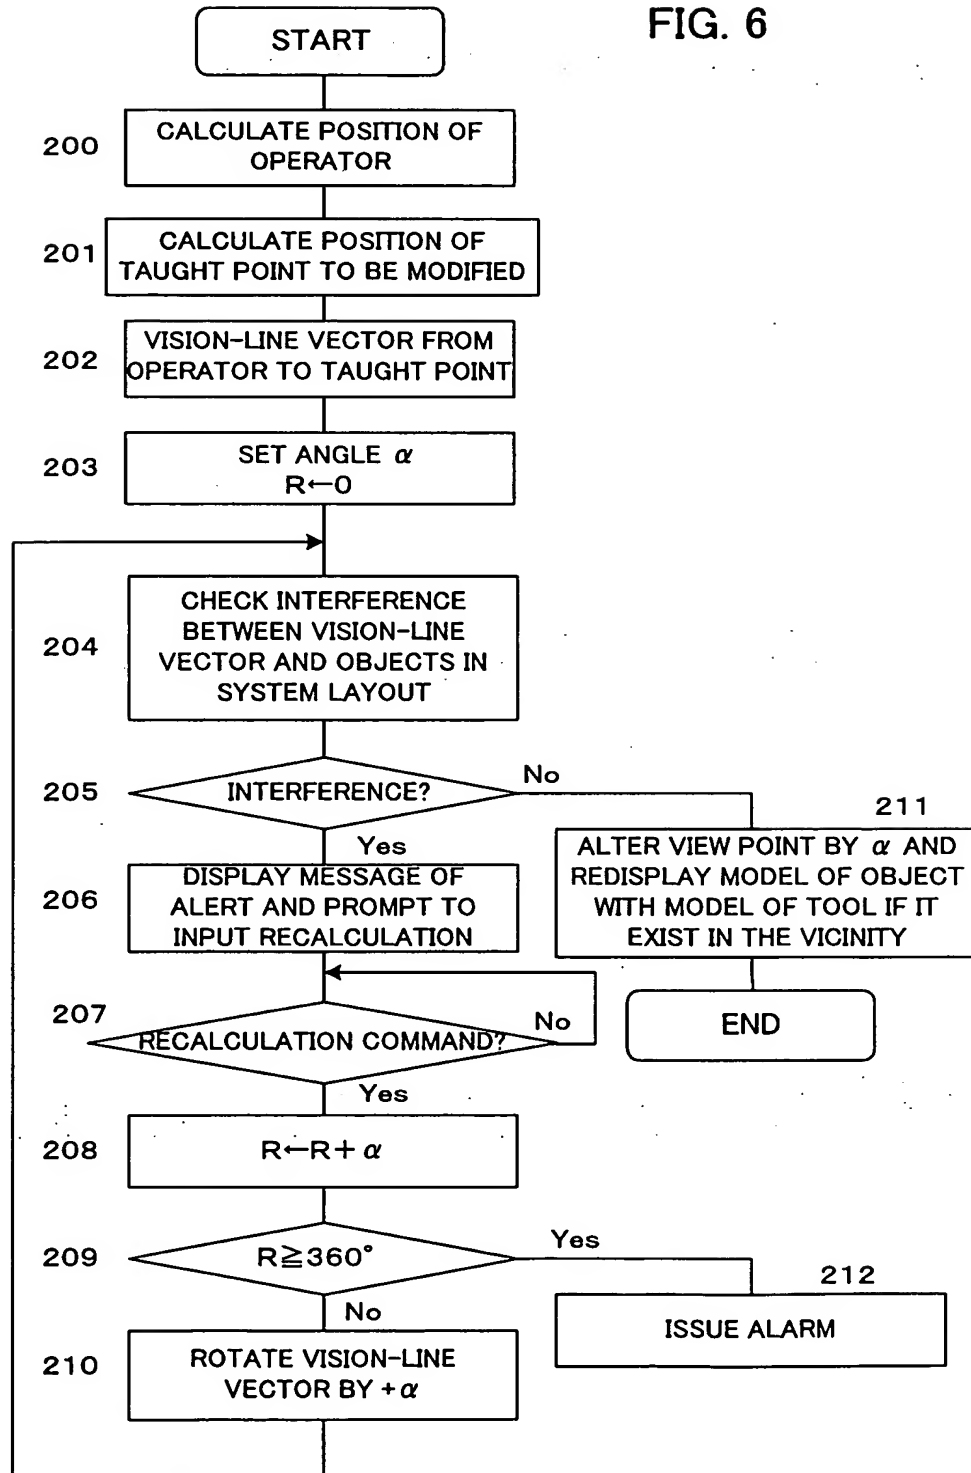 FIG. 6
START
200
CALCULATE POSITION OF
OPERATOR
201
CALCULATE POSITION OF
TAUGHT POINT TO BE MODIFIED
202
VISION-LINE VECTOR FROM
OPERATOR TO TAUGHT POINT
203
SET ANGLE α
R←0
204
CHECK INTERFERENCE
BETWEEN VISION-LINE
VECTOR AND OBJECTS IN
SYSTEM LAYOUT
205
INTERFERENCE?
No
Yes
211
ALTER VIEW POINT BY α AND
REDISPLAY MODEL OF OBJECT
WITH MODEL OF TOOL IF IT
EXIST IN THE VICINITY
END
206
DISPLAY MESSAGE OF
ALERT AND PROMPT TO
INPUT RECALCULATION
207
RECALCULATION COMMAND?
No
Yes
208
R←R+ α
209
R≧360°
Yes
No
212
ISSUE ALARM
210
ROTATE VISION-LINE
VECTOR BY +α